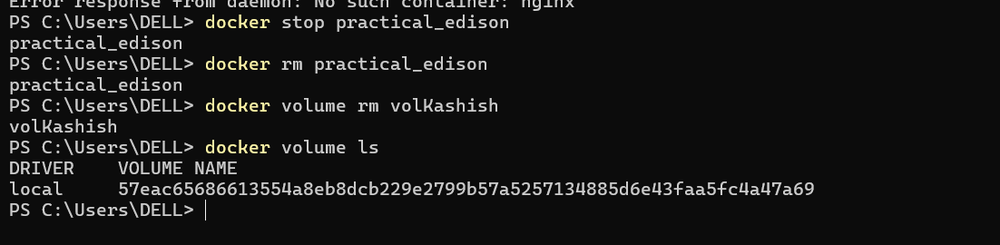 Error response from daemon: No such container: nginx
PS C:\Users\DELL> docker stop practical_edison
practical_edison
PS C:\Users\DELL> docker rm practical_edison
practical_edison
PS C:\Users\DELL> docker volume rm volKashish
volKashish
PS C:\Users\DELL> docker volume ls
DRIVER    VOLUME NAME
local     57eac65686613554a8eb8dcb229e2799b57a5257134885d6e43faa5fc4a47a69
PS C:\Users\DELL>